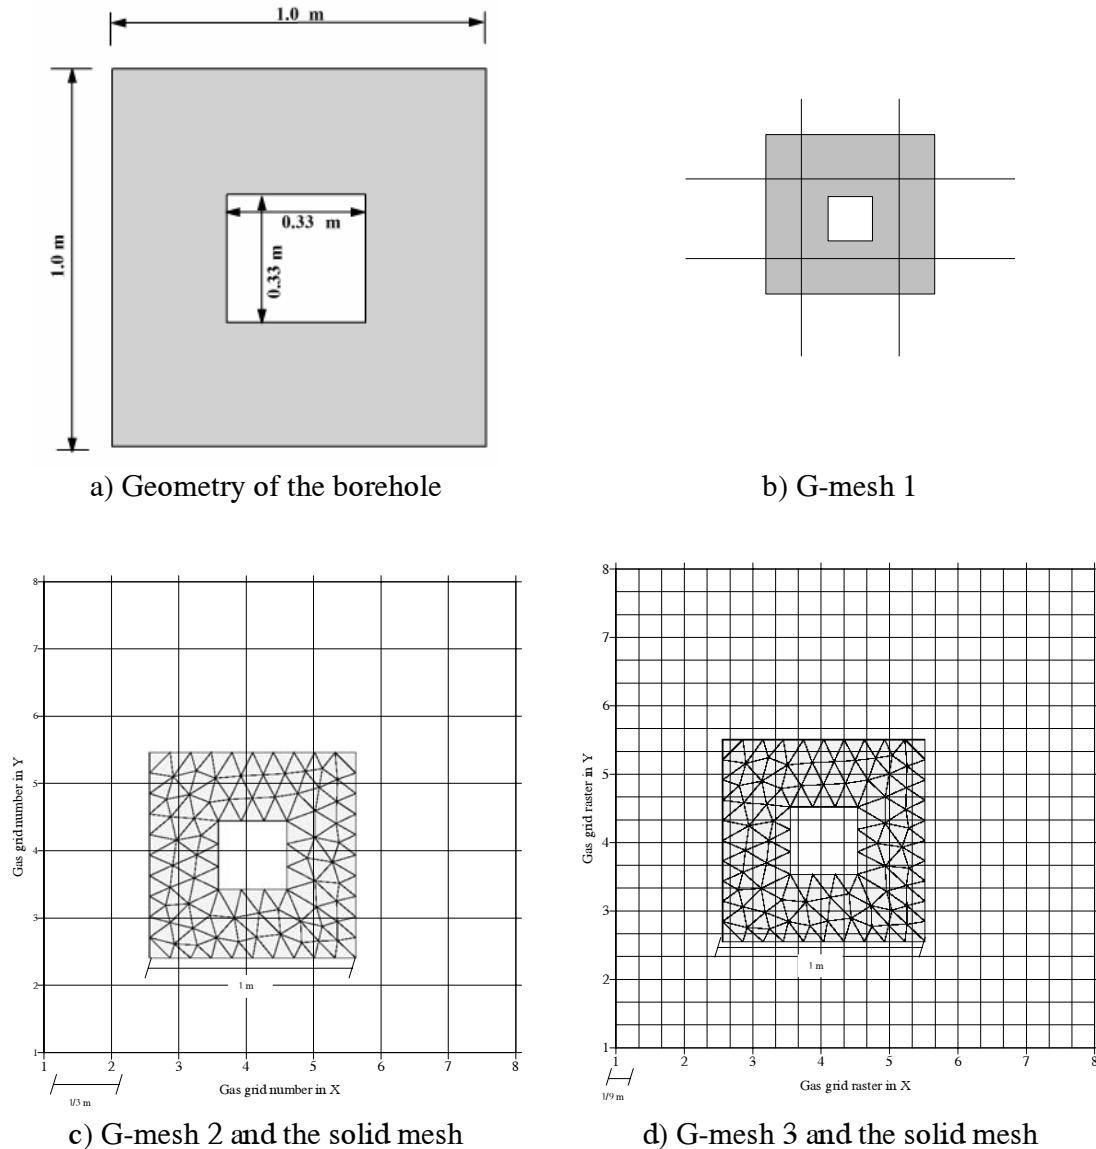 1.0 m
1.0 m
0.33 m
0.33 m
a) Geometry of the borehole
b) G-mesh 1
Gas grid number in Y
8
7
6
5
4
3
2
1
1 m
1 2 3 4 5 6 7 8
Gas grid number in X
1/3 m
c) G-mesh 2 and the solid mesh
Gas grid raster in Y
8
7
6
5
4
3
2
1
1 m
1 2 3 4 5 6 7 8
Gas grid raster in X
1/9 m
d) G-mesh 3 and the solid mesh